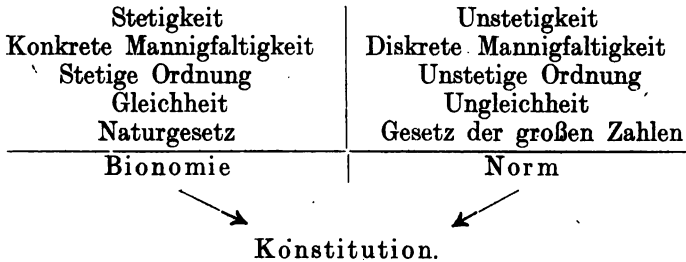 Stetigkeit | Unstetigkeit
Konkrete Mannigfaltigkeit | Diskrete Mannigfaltigkeit
Stetige Ordnung | Unstetige Ordnung
Gleichheit | Ungleichheit
Naturgesetz | Gesetz der großen Zahlen
Bionomie | Norm
Konstitution.